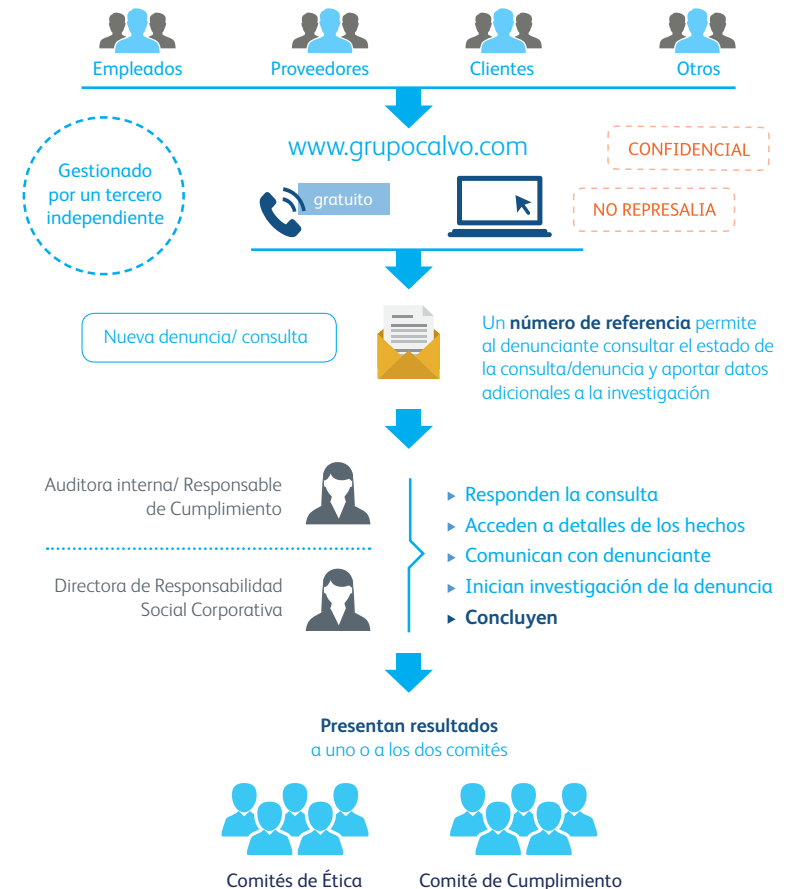 Empleados
Proveedores
Clientes
Otros
www.grupocalvo.com
CONFIDENCIAL
Gestionado
por un tercero
independiente
gratuito
NO REPRESALIA
Nueva denuncia/ consulta
Un número de referencia permite
al denunciante consultar el estado de
la consulta/denuncia y aportar datos
adicionales a la investigación
Auditora interna/ Responsable
de Cumplimiento
Directora de Responsabilidad
Social Corporativa
Responden la consulta
Acceden a detalles de los hechos
Comunican con denunciante
Inician investigación de la denuncia
Concluyen
Presentan resultados
a uno o a los dos comités
Comités de Ética
Comité de Cumplimiento